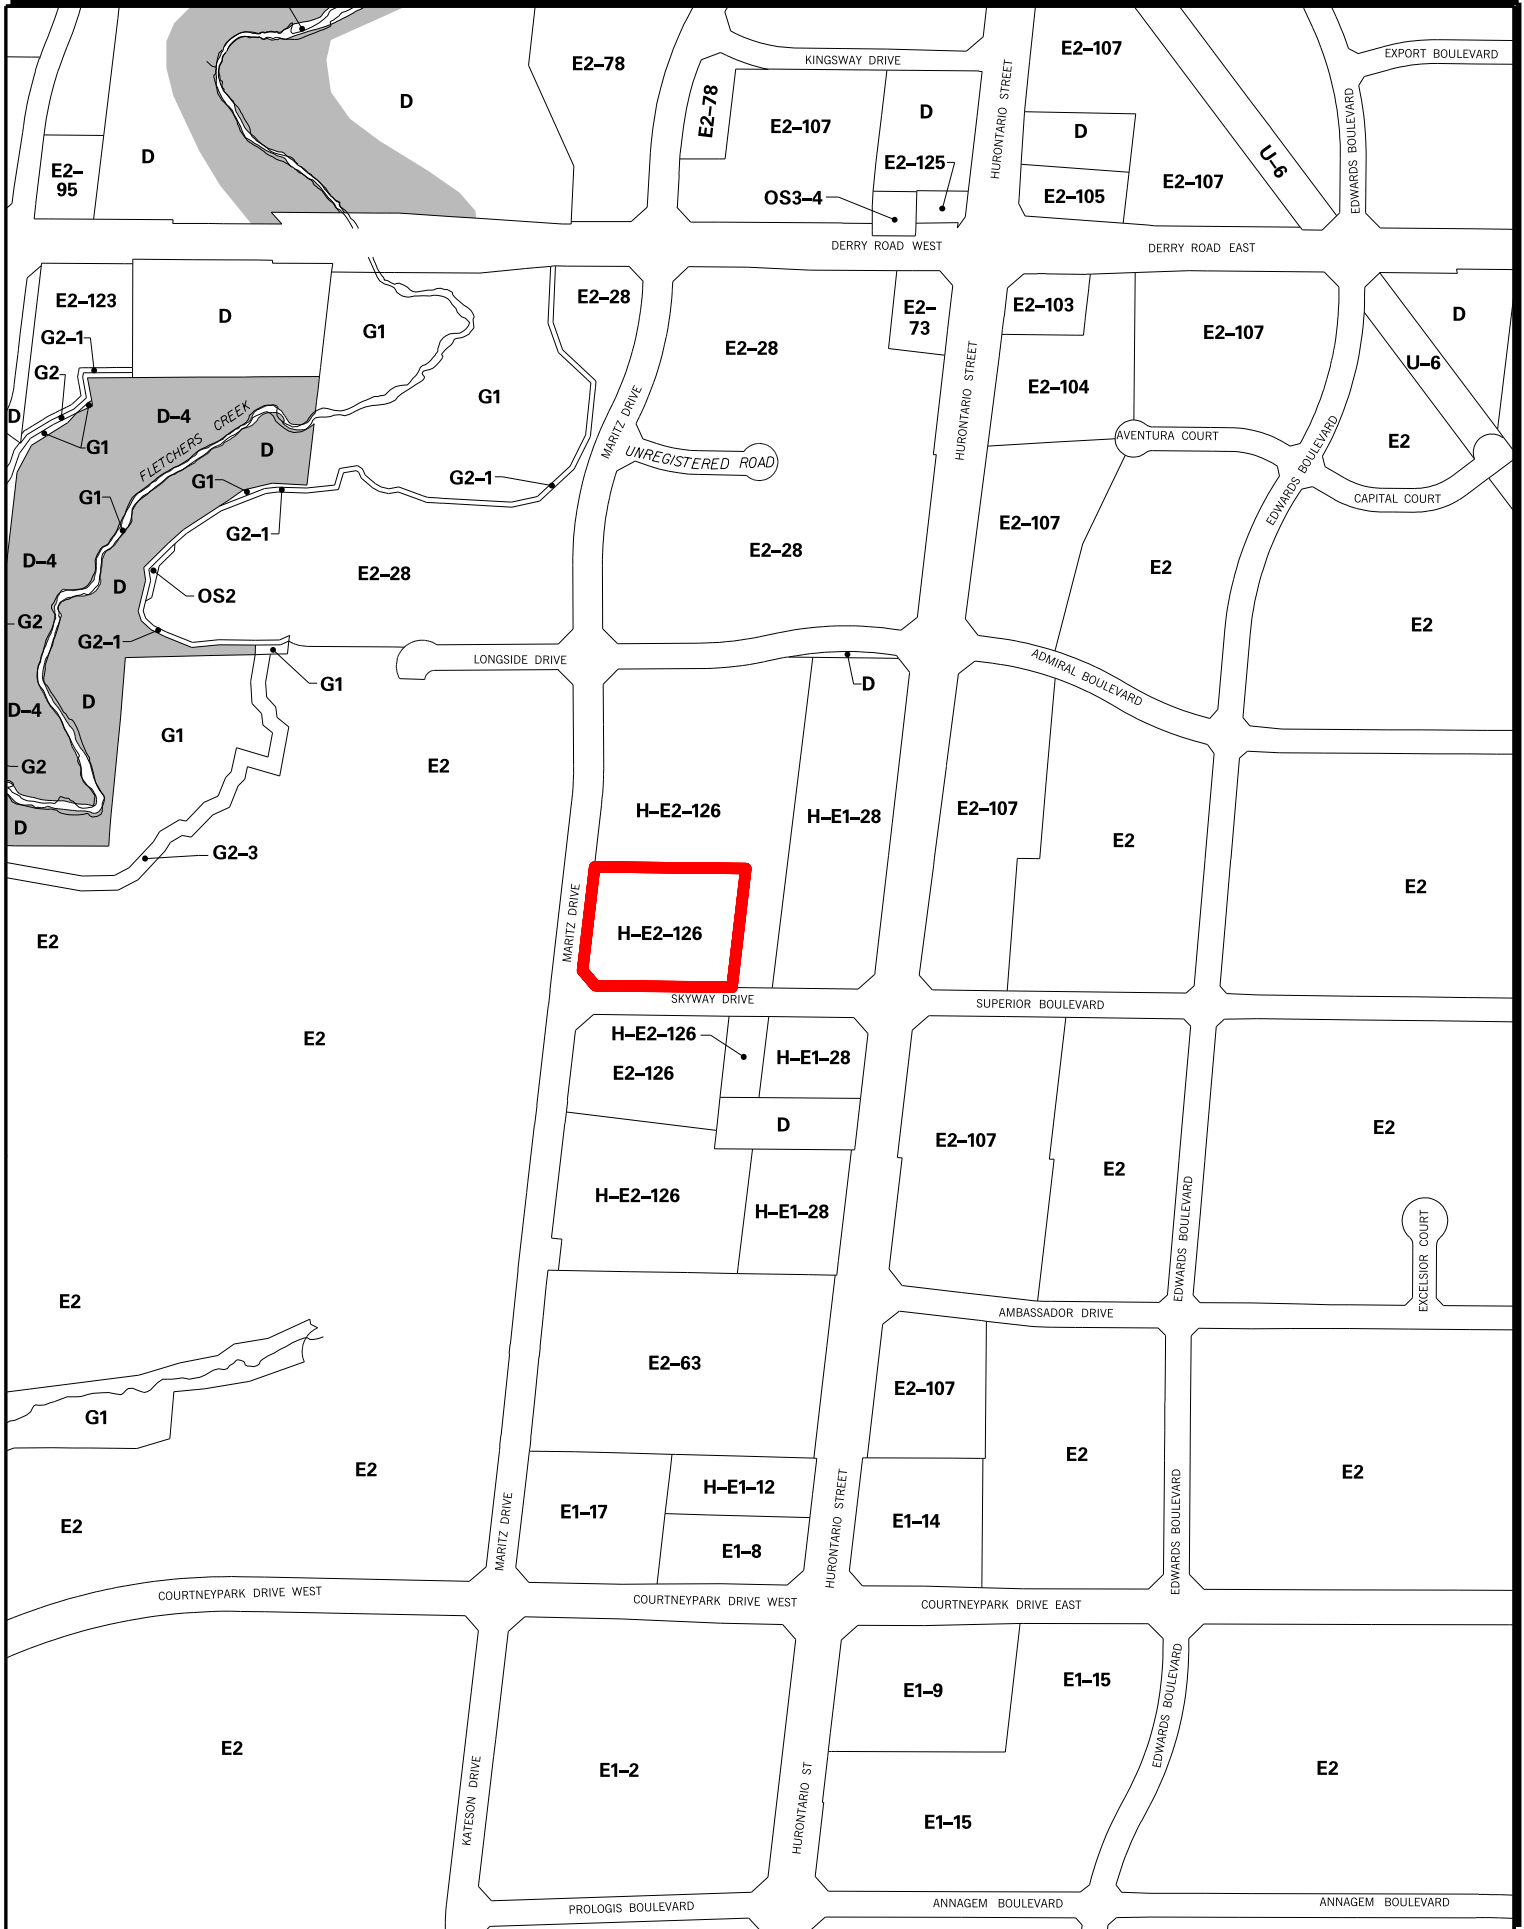 E2–78
KINGSWAY DRIVE
E2–107
EXPORT BOULEVARD
D
E2–78
E2–107
D
HURONTARIO STREET
D
EDWARDS BOULEVARD
D
E2–
95
E2–125
U–6
OS3–4
E2–105
E2–107
DERRY ROAD WEST
DERRY ROAD EAST
E2–123
D
G1
E2–28
E2–
73
E2–103
E2–107
D
G2–1
E2–28
U–6
G2
HURONTARIO STREET
E2–104
D
D–4
G1
MARITZ DRIVE
FLETCHERS CREEK
AVENTURA COURT
E2
G1
D
UNREGISTERED ROAD
EDWARDS BOULEVARD
G1
G2–1
G1
CAPITAL COURT
G2–1
E2–107
D–4
E2–28
E2–28
E2
D
OS2
G2
E2
G2–1
LONGSIDE DRIVE
ADMIRAL BOULEVARD
G1
D
D
D–4
G1
E2
G2
H–E2–126
H–E1–28
E2–107
D
E2
G2–3
E2
MARITZ DRIVE
H–E2–126
E2
SKYWAY DRIVE
SUPERIOR BOULEVARD
E2
H–E2–126
H–E1–28
E2–126
D
E2–107
E2
E2
H–E2–126
H–E1–28
EDWARDS BOULEVARD
EXCELSIOR COURT
E2
AMBASSADOR DRIVE
E2–63
E2–107
G1
E2
E2
E2
H–E1–12
HURONTARIO STREET
E1–17
E1–14
EDWARDS BOULEVARD
E2
MARITZ DRIVE
E1–8
COURTNEYPARK DRIVE WEST
COURTNEYPARK DRIVE WEST
COURTNEYPARK DRIVE EAST
E1–9
E1–15
EDWARDS BOULEVARD
E2
E1–2
E2
KATESON DRIVE
HURONTARIO ST
E1–15
PROLOGIS BOULEVARD
ANNAGEM BOULEVARD
ANNAGEM BOULEVARD